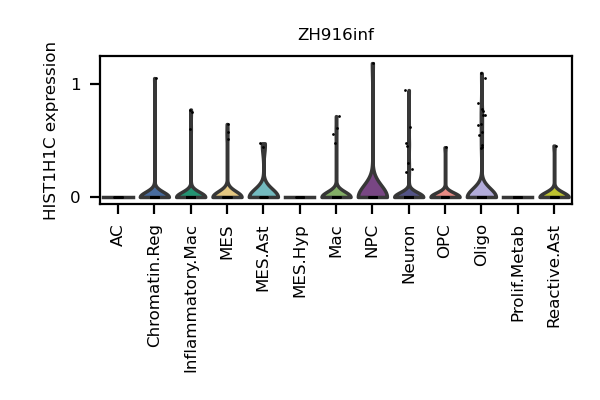 ZH916inf
HIST1H1C expression
1
0
AC
Chromatin.Reg
Inflammatory.Mac
MES
MES.Ast
MES.Hyp
Mac
NPC
Neuron
OPC
Oligo
Prolif.Metab
Reactive.Ast